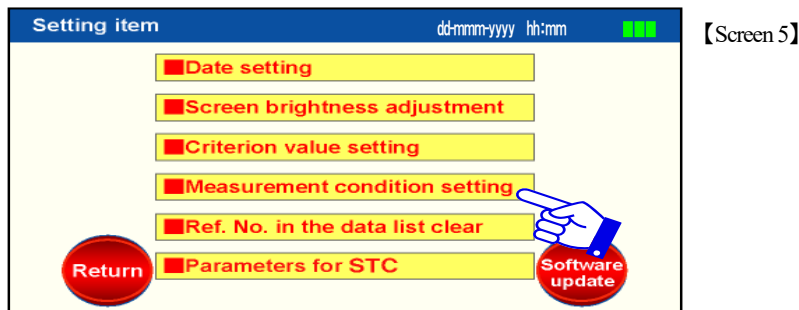 Setting item dd-mmm-yyyy hh:mm
【Screen 5】
■Date setting
■Screen brightness adjustment
■Criterion value setting
■Measurement condition setting
■Ref. No. in the data list clear
■Parameters for STC
Return
Software
update